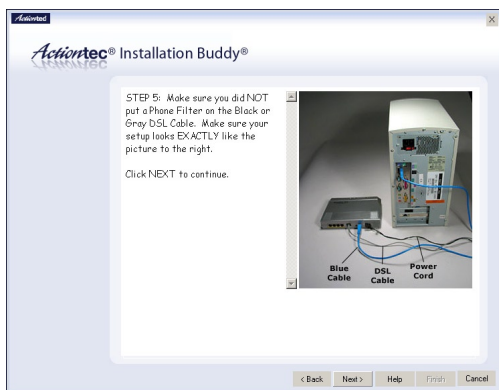 Actiontec
Actiontec® Installation Buddy®
STEP 5: Make sure you did NOT
put a Phone Filter on the Black or
Gray DSL Cable. Make sure your
setup looks EXACTLY like the
picture to the right.
Click NEXT to continue.
Blue Cable
DSL Cable
Power Cord
< Back Next > Help Finish Cancel